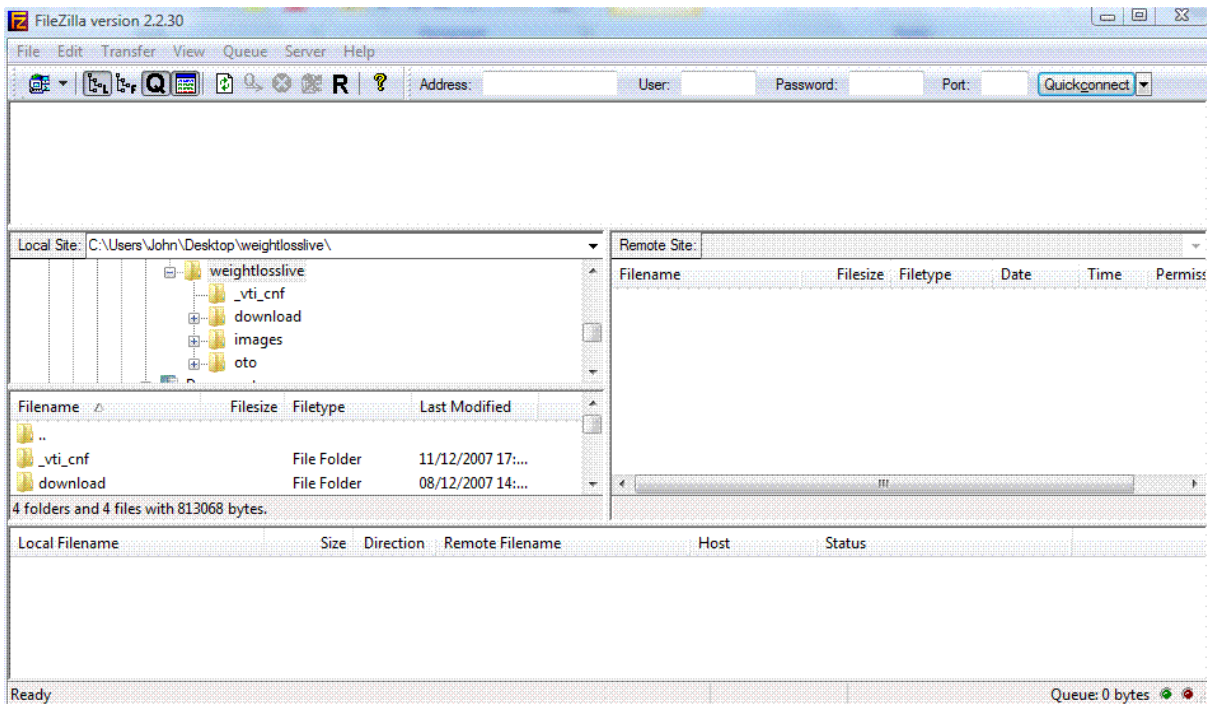 FileZilla version 2.2.30
File Edit Transfer View Queue Server Help
Address: User: Password: Port: Quickconnect
Local Site: C:\Users\John\Desktop\weightlosslive\
Remote Site:
weightlosslive
_vti_cnf
download
images
oto
Filename Filesize Filetype Date Time Permiss
Filename Filesize Filetype Last Modified
..
_vti_cnf File Folder 11/12/2007 17:...
download File Folder 08/12/2007 14:...
4 folders and 4 files with 813068 bytes.
Local Filename Size Direction Remote Filename Host Status
Ready Queue: 0 bytes